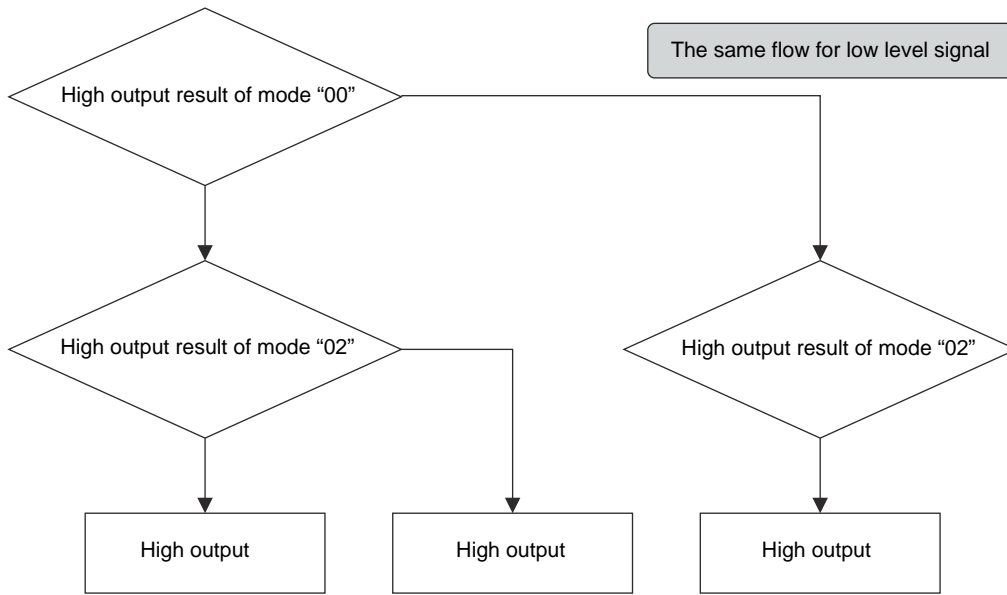 The same flow for low level signal
High output result of mode “00”
High output result of mode “02”
High output result of mode “02”
High output
High output
High output